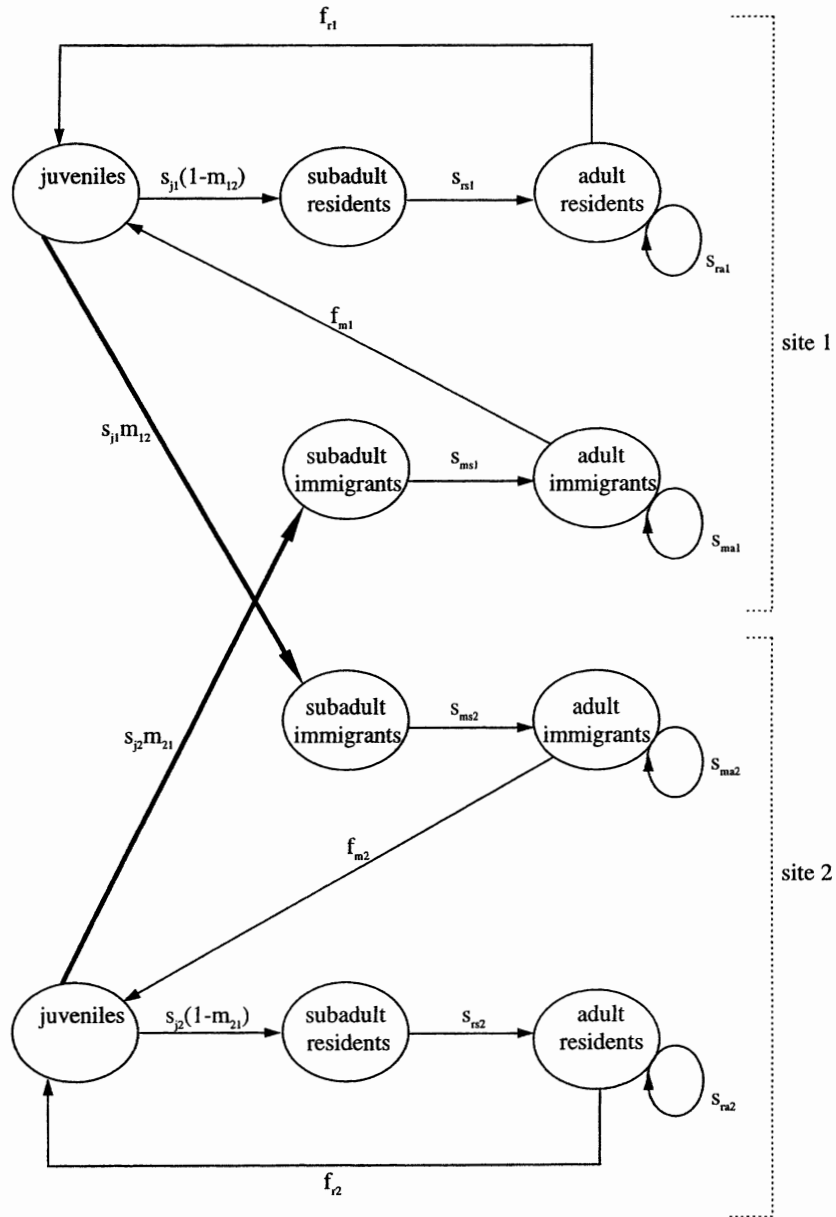 f_r1
juveniles
s_j1(1-m_12)
subadult
residents
s_rs1
adult
residents
s_ra1
f_m1
site 1
s_j1m_12
subadult
immigrants
s_ms1
adult
immigrants
s_ma1
s_j2m_21
subadult
immigrants
s_ms2
adult
immigrants
s_ma2
f_m2
site 2
juveniles
s_j2(1-m_21)
subadult
residents
s_rs2
adult
residents
s_ra2
f_r2